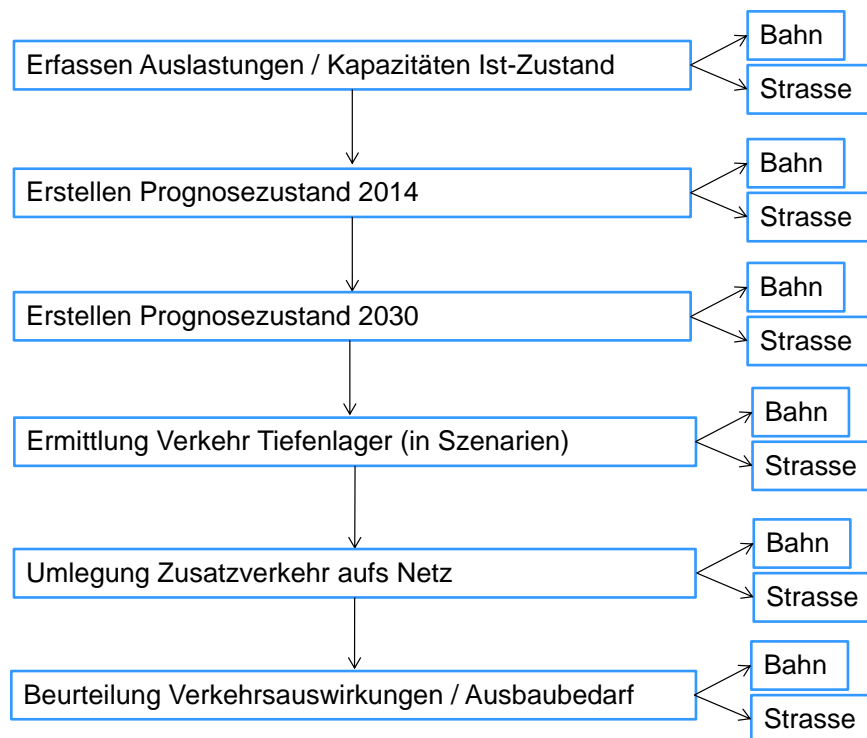 Erfassen Auslastungen / Kapazitäten Ist-Zustand
Bahn
Strasse
Erstellen Prognosezustand 2014
Bahn
Strasse
Erstellen Prognosezustand 2030
Bahn
Strasse
Ermittlung Verkehr Tiefenlager (in Szenarien)
Bahn
Strasse
Umlegung Zusatzverkehr aufs Netz
Bahn
Strasse
Beurteilung Verkehrsauswirkungen / Ausbaubedarf
Bahn
Strasse